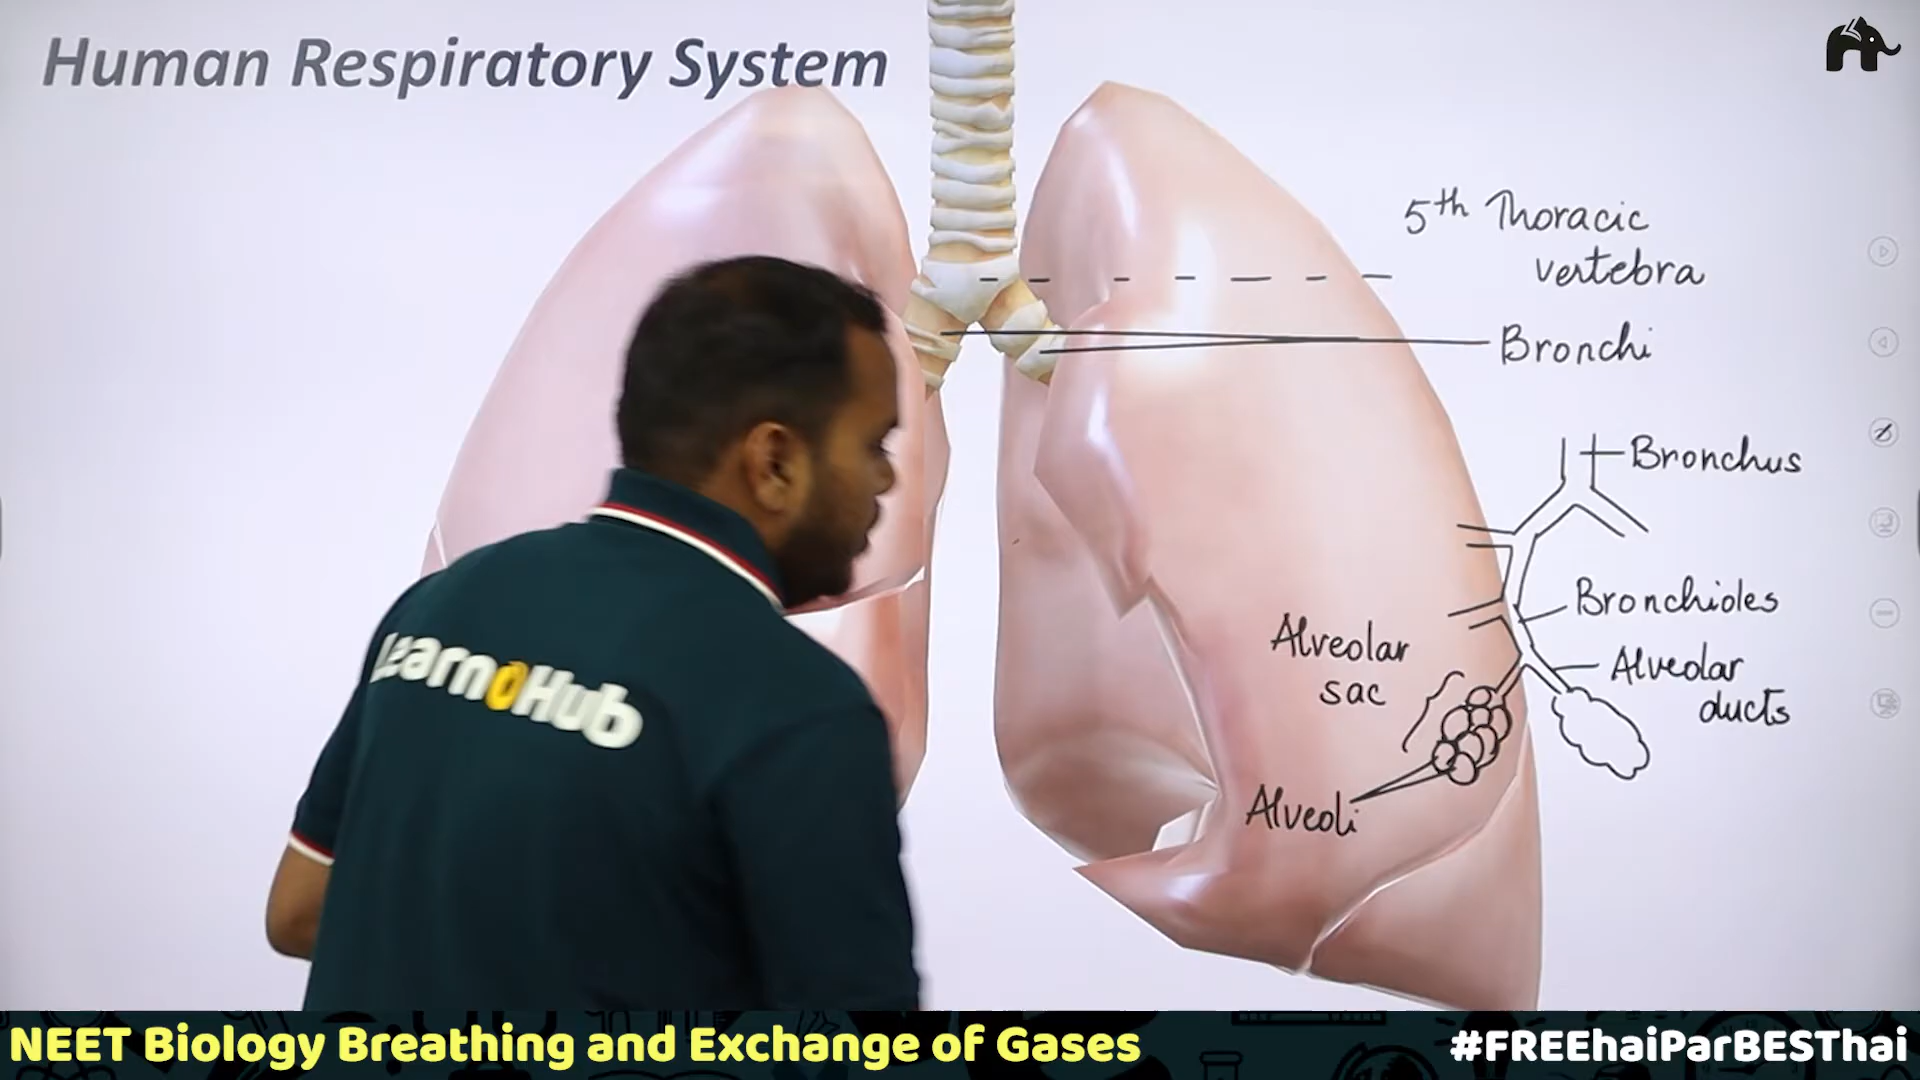 Human Respiratory System
5th Thoracic
vertebra
Bronchi
Bronchus
Bronchioles
Alveolar
sac
Alveolar
ducts
Alveoli
LearnoHub
NEET Biology Breathing and Exchange of Gases
#FREEhaiParBESThai